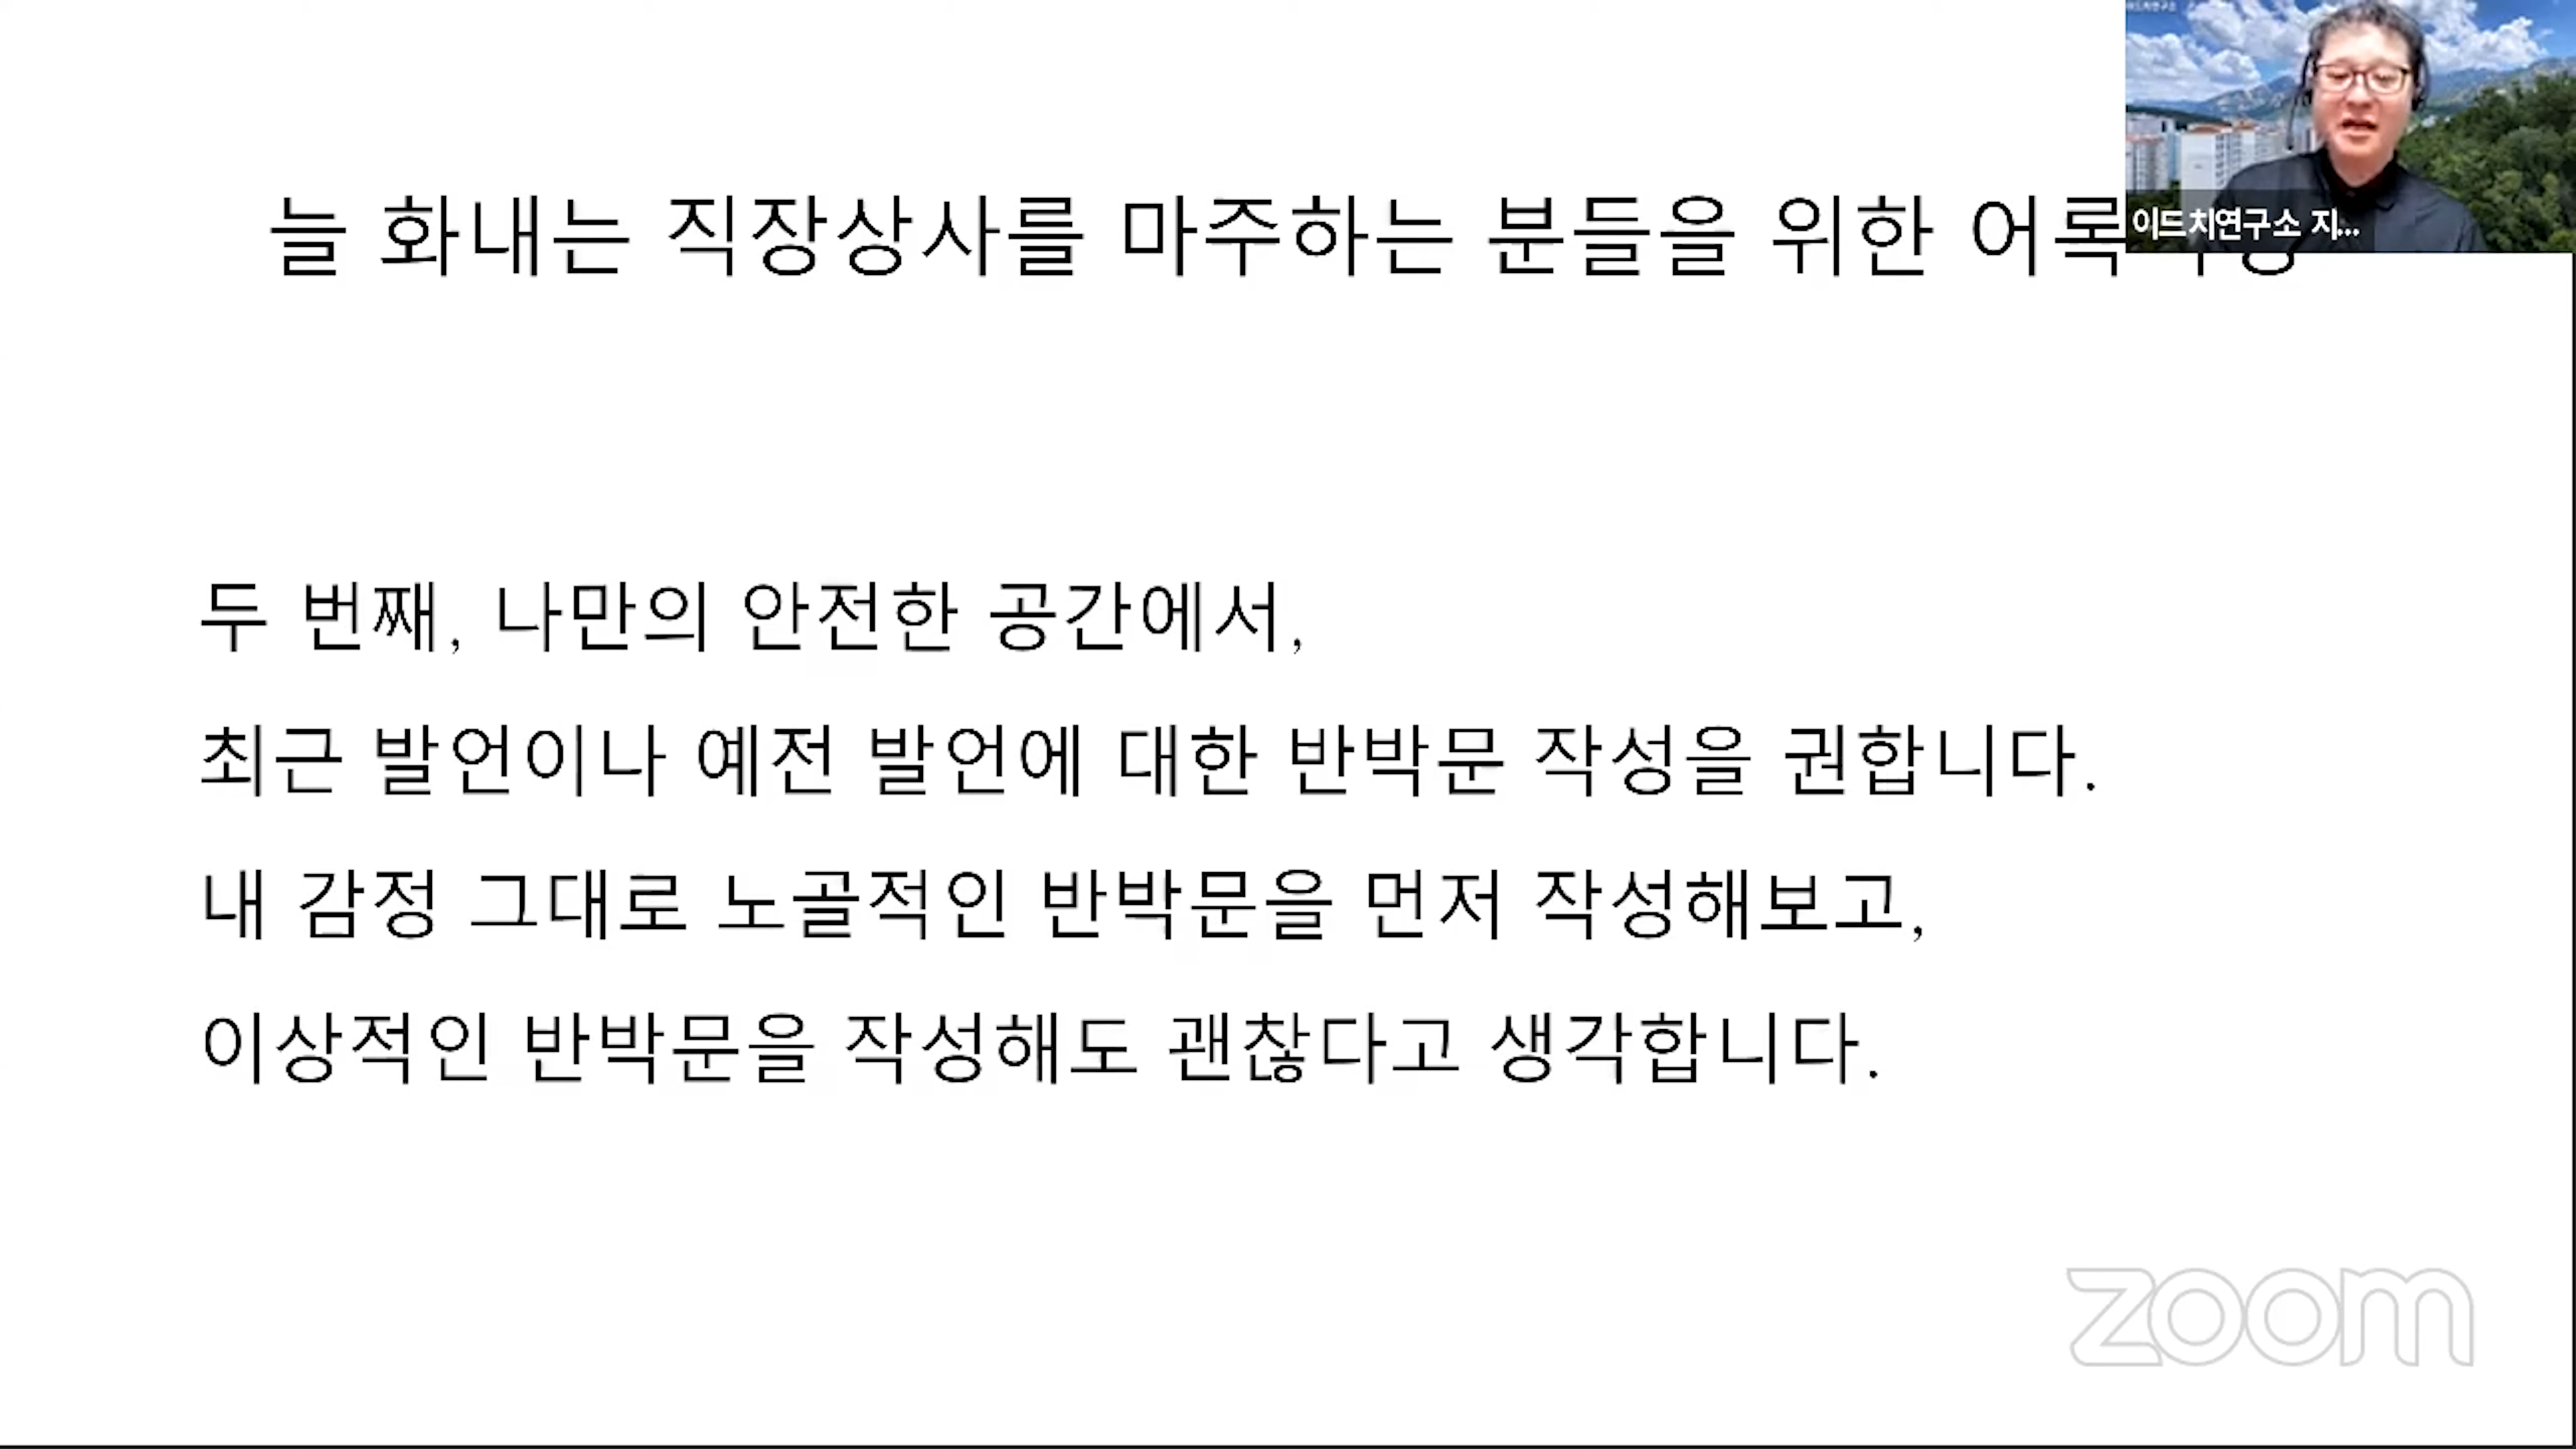 늘 화내는 직장상사를 마주하는 분들을 위한 어록
이드치연구소 지...
두 번째, 나만의 안전한 공간에서,
최근 발언이나 예전 발언에 대한 반박문 작성을 권합니다.
내 감정 그대로 노골적인 반박문을 먼저 작성해보고,
이상적인 반박문을 작성해도 괜찮다고 생각합니다.
zoom